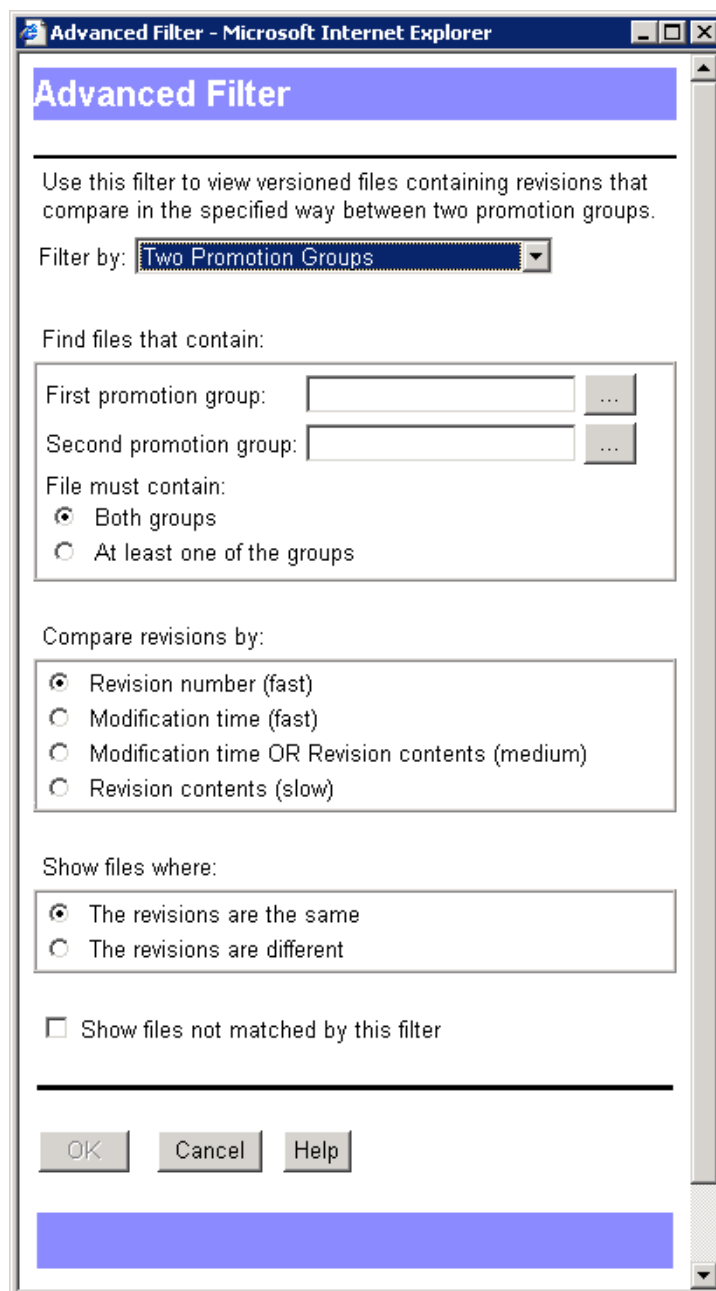 Advanced Filter - Microsoft Internet Explorer
Advanced Filter
Use this filter to view versioned files containing revisions that
compare in the specified way between two promotion groups.
Filter by: Two Promotion Groups
Find files that contain:
First promotion group: ...
Second promotion group: ...
File must contain:
Both groups
At least one of the groups
Compare revisions by:
Revision number (fast)
Modification time (fast)
Modification time OR Revision contents (medium)
Revision contents (slow)
Show files where:
The revisions are the same
The revisions are different
Show files not matched by this filter
OK Cancel Help